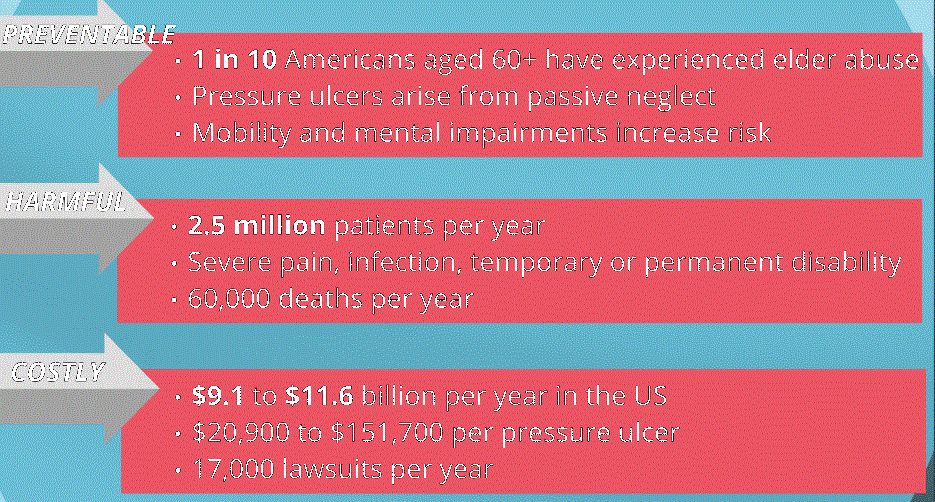 PREVENTABLE
• 1 in 10 Americans aged 60+ have experienced elder abuse
• Pressure ulcers arise from passive neglect
• Mobility and mental impairments increase risk
HARMFUL
• 2.5 million patients per year
• Severe pain, infection, temporary or permanent disability
• 60,000 deaths per year
COSTLY
• $9.1 to $11.6 billion per year in the US
• $20,900 to $151,700 per pressure ulcer
• 17,000 lawsuits per year